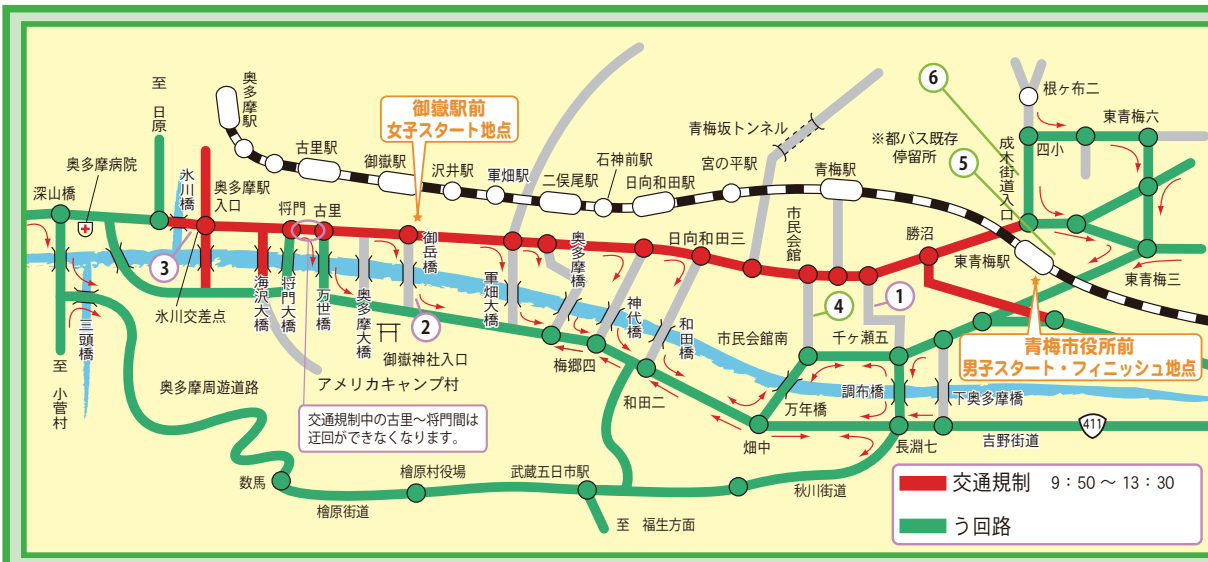 至 日原
奥多摩駅
古里駅
御嶽駅
沢井駅
軍畑駅
二俣尾駅
石神前駅
日向和田駅
宮の平駅
青梅駅
東青梅駅
御嶽駅前
女子スタート地点
青梅坂トンネル
※都バス既存
停留所
6
5
成木街道入口
根ヶ布二
四小
東青梅六
東青梅三
奥多摩病院
深山橋
氷川橋
奥多摩駅
入口
将門
古里
御岳橋
奥多摩橋
日向和田三
市民会館
勝沼
3
氷川交差点
海沢大橋
将門大橋
万世橋
奥多摩大橋
2
御嶽神社入口
軍畑大橋
神代橋
和田橋
4
1
市民会館南
千ヶ瀬五
梅郷四
和田二
万年橋
調布橋
下奥多摩橋
畑中
長淵七
吉野街道
411
青梅市役所前
男子スタート・フィニッシュ地点
三頭橋
至 小菅村
奥多摩周遊道路
アメリカキャンプ村
交通規制中の古里～将門間は
迂回ができなくなります。
数馬
檜原村役場
檜原街道
武蔵五日市駅
至 福生方面
秋川街道
交通規制 9：50 ～ 13：30
う回路